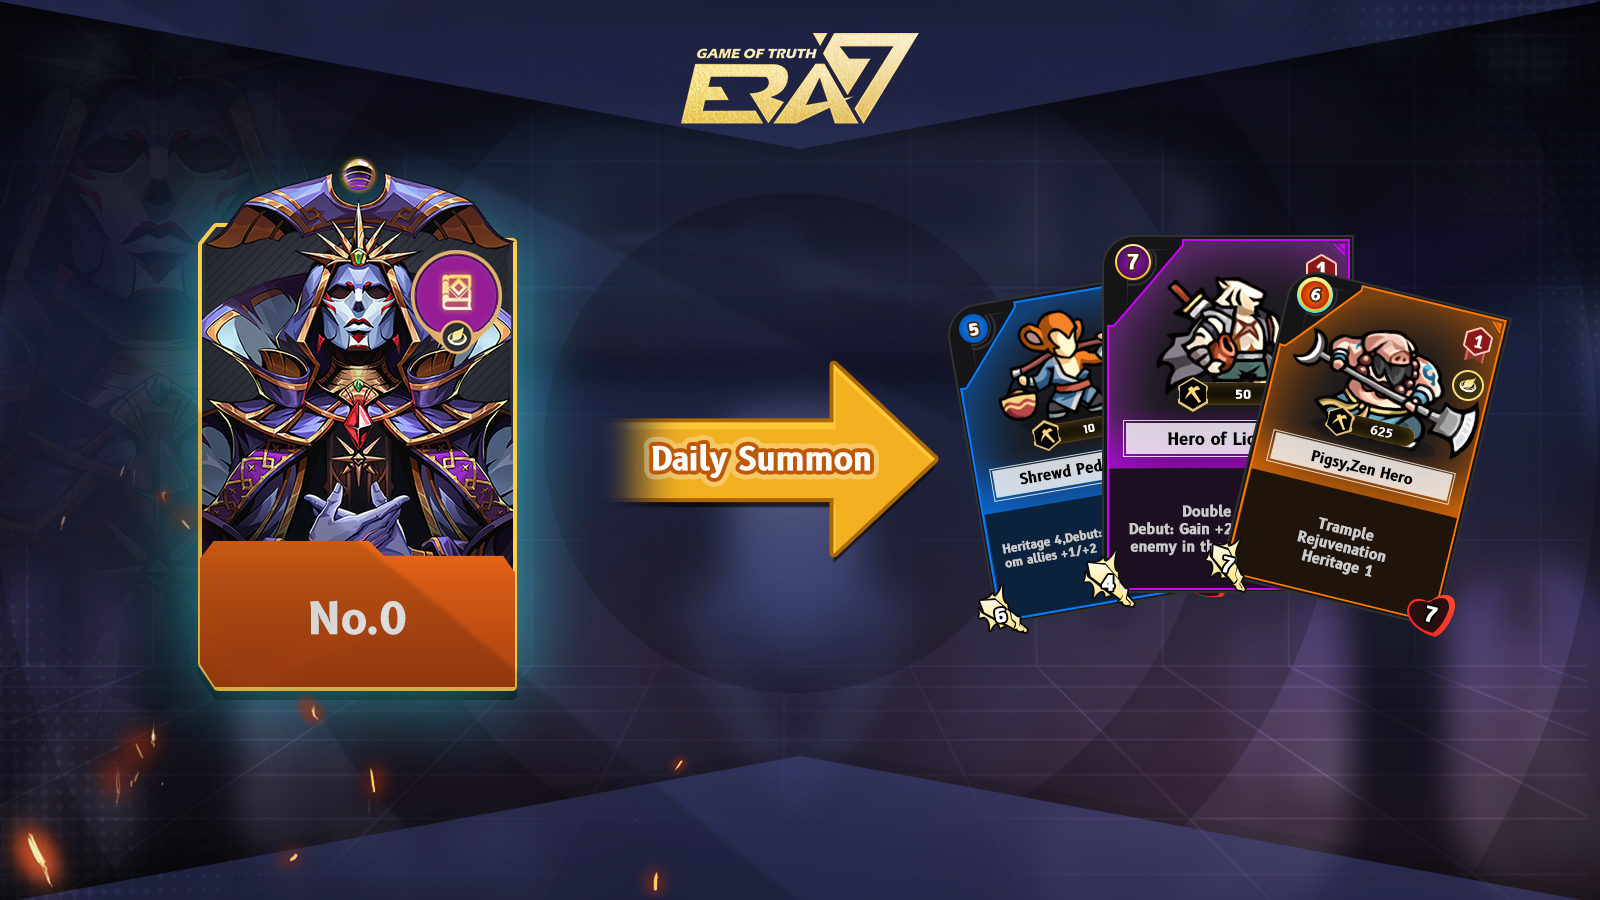 GAME OF TRUTH
ERA7
No.0
Daily Summon
5
10
Shrewd Ped
Heritage 4,Debut:
om allies +1/+2
6
7
1
50
Hero of
Double
Debut: Gain +2
enemy in
4
6
1
625
Pigsy,Zen Hero
Trample
Rejuvenation
Heritage 1
7
7